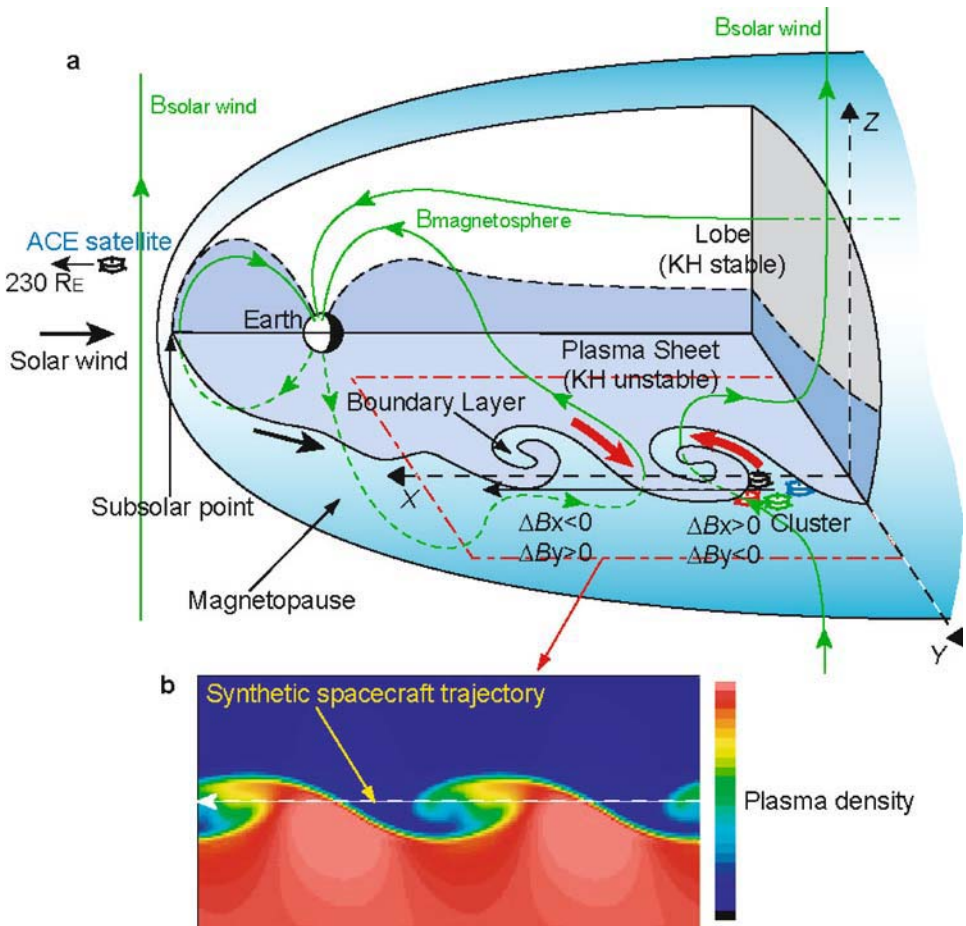 a
Bsolar wind
Bsolar wind
Z
ACE satellite
230 RE
Bmagnetosphere
Lobe
(KH stable)
Earth
Solar wind
Plasma Sheet
(KH unstable)
Boundary Layer
X
Subsolar point
ΔBx<0
ΔBy>0
ΔBx>0
ΔBy<0
Cluster
Magnetopause
Y
b
Synthetic spacecraft trajectory
Plasma density